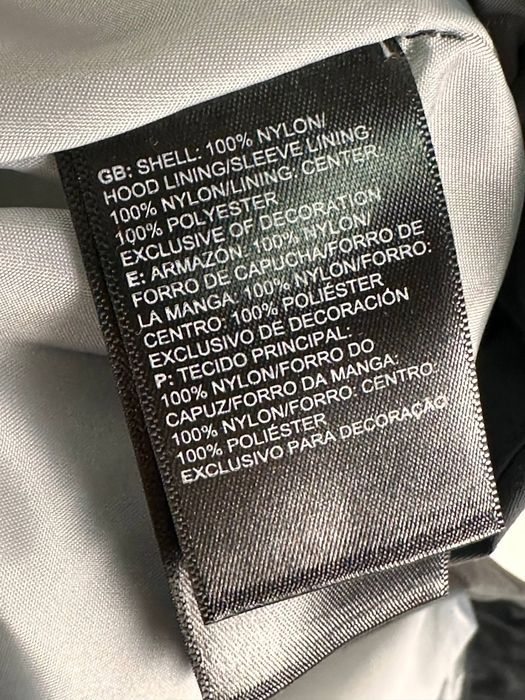 GB: SHELL: 100% NYLON/
HOOD LINING/SLEEVE LINING
100% NYLON/LINING: CENTER:
100% POLYESTER
EXCLUSIVE OF DECORATION
E: ARMAZÓN: 100% NYLON/
FORRO DE CAPUCHA/FORRO DE
LA MANGA: 100% NYLON/FORRO:
CENTRO: 100% POLIÉSTER
EXCLUSIVO DE DECORACIÓN
P: TECIDO PRINCIPAL:
100% NYLON/FORRO DO
CAPUZ/FORRO DA MANGA:
100% NYLON/FORRO: CENTRO:
100% POLIÉSTER
EXCLUSIVO PARA DECORAÇÃO